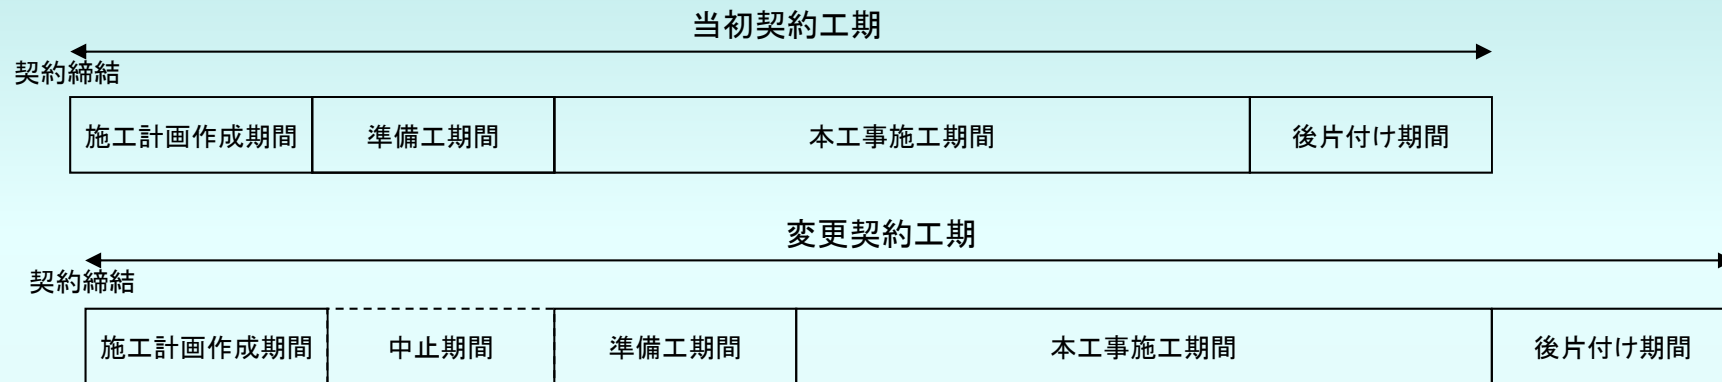 当初契約工期
契約締結
施工計画作成期間 準備工期間 本工事施工期間 後片付け期間
変更契約工期
契約締結
施工計画作成期間 中止期間 準備工期間 本工事施工期間 後片付け期間